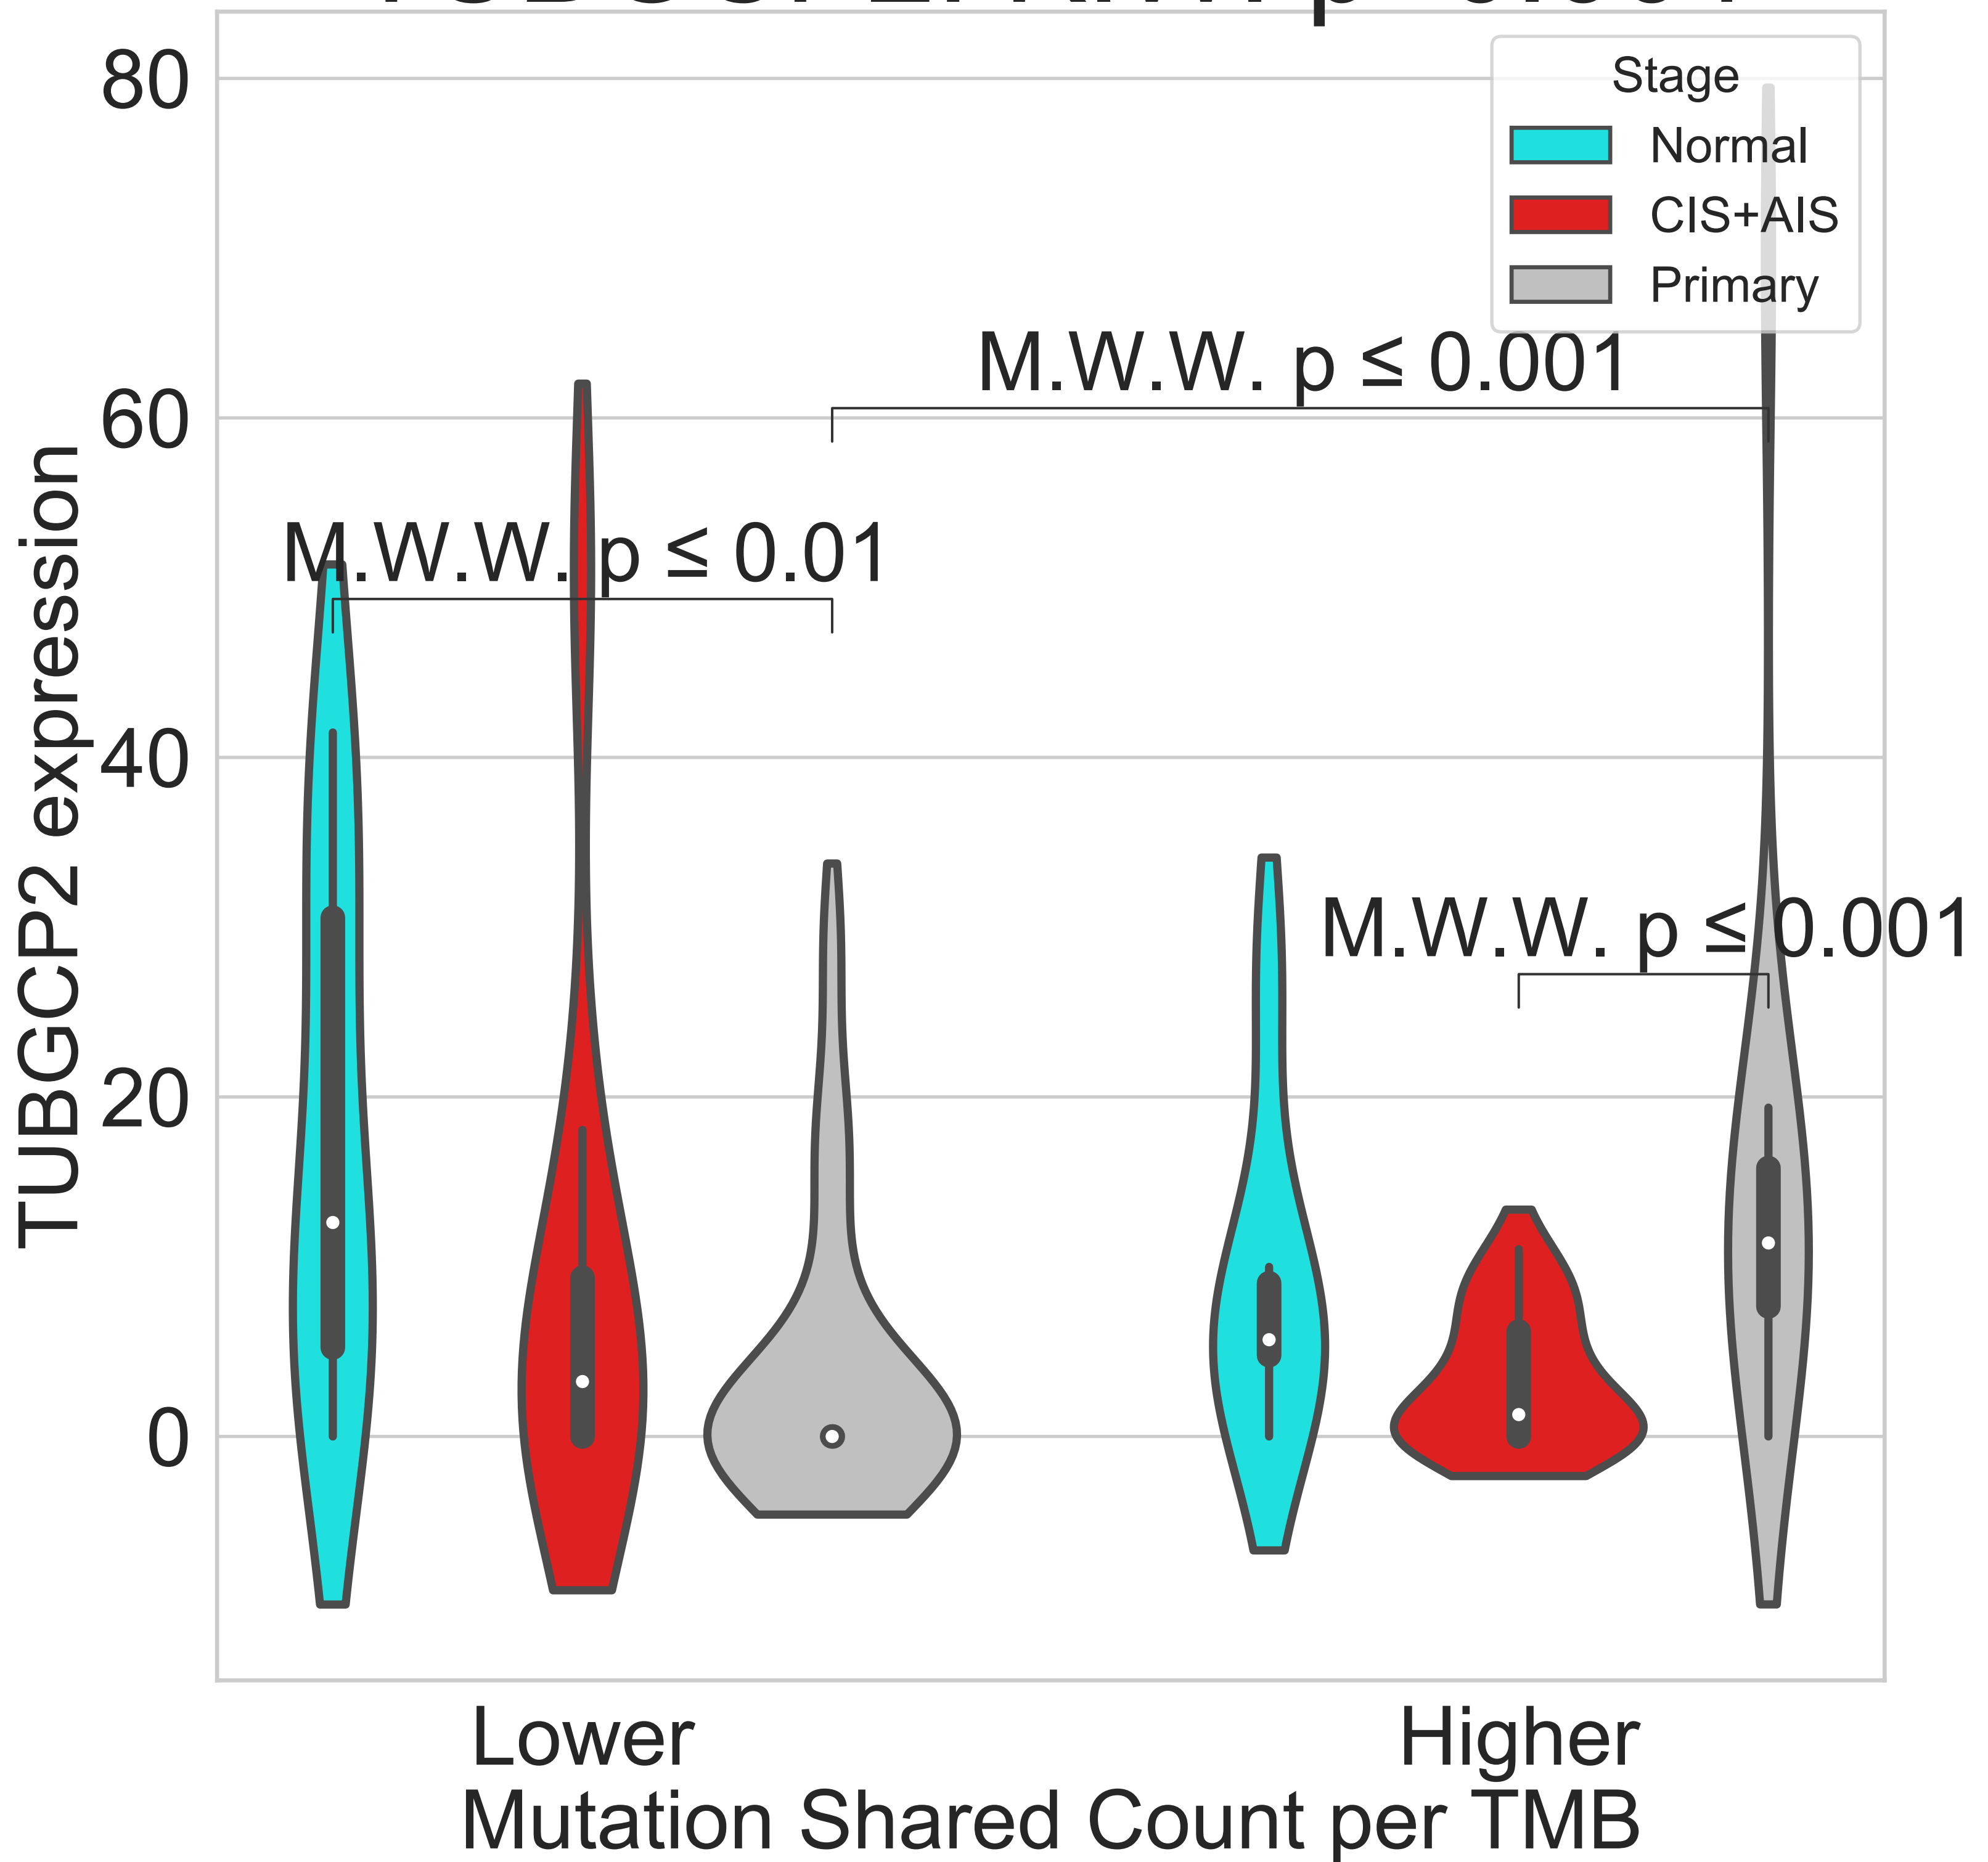 Stage
Normal
CIS+AIS
Primary
M.W.W. p ≤ 0.001
M.W.W. p ≤ 0.01
M.W.W. p ≤ 0.001
80
60
40
20
0
TUBGCP2 expression
Lower
Higher
Mutation Shared Count per TMB